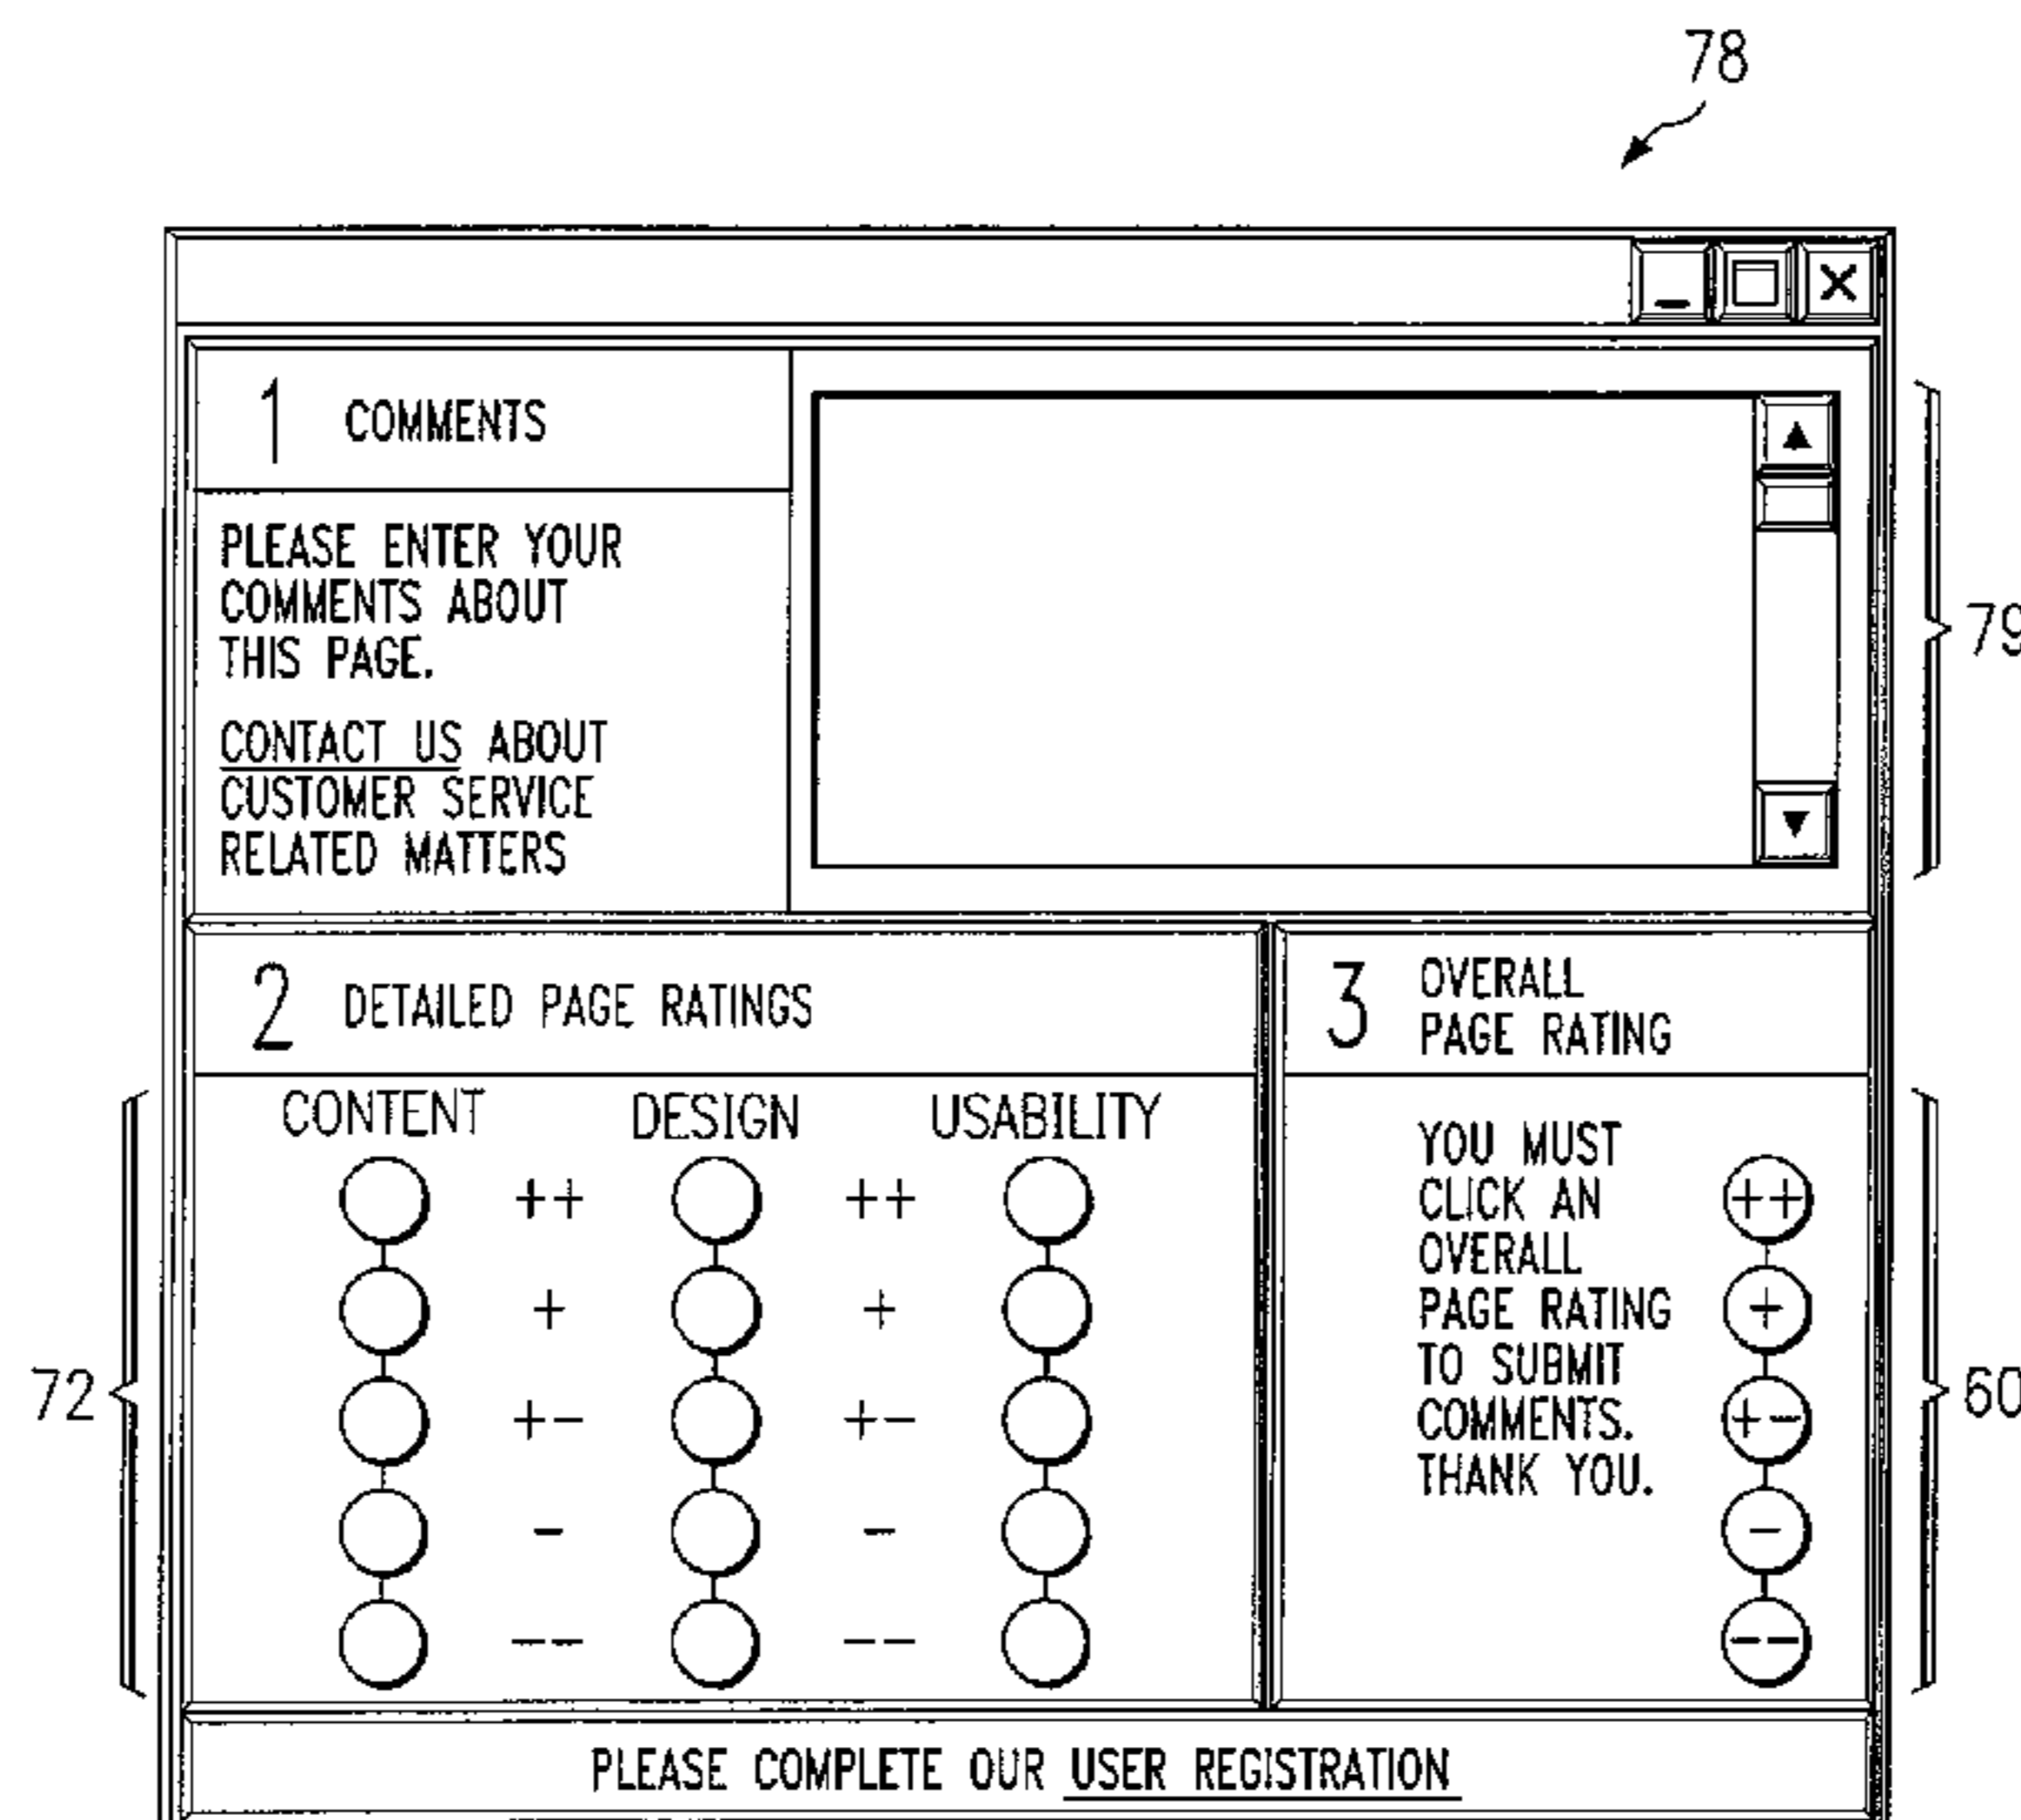 78
1 COMMENTS
PLEASE ENTER YOUR
COMMENTS ABOUT
THIS PAGE.
CONTACT US ABOUT
CUSTOMER SERVICE
RELATED MATTERS
79
2 DETAILED PAGE RATINGS
CONTENT DESIGN USABILITY
++ ++
+ +
+- +-
- -
-- --
72
3 OVERALL
PAGE RATING
YOU MUST
CLICK AN
OVERALL
PAGE RATING
TO SUBMIT
COMMENTS.
THANK YOU.
++
+
+-
-
--
60
PLEASE COMPLETE OUR USER REGISTRATION